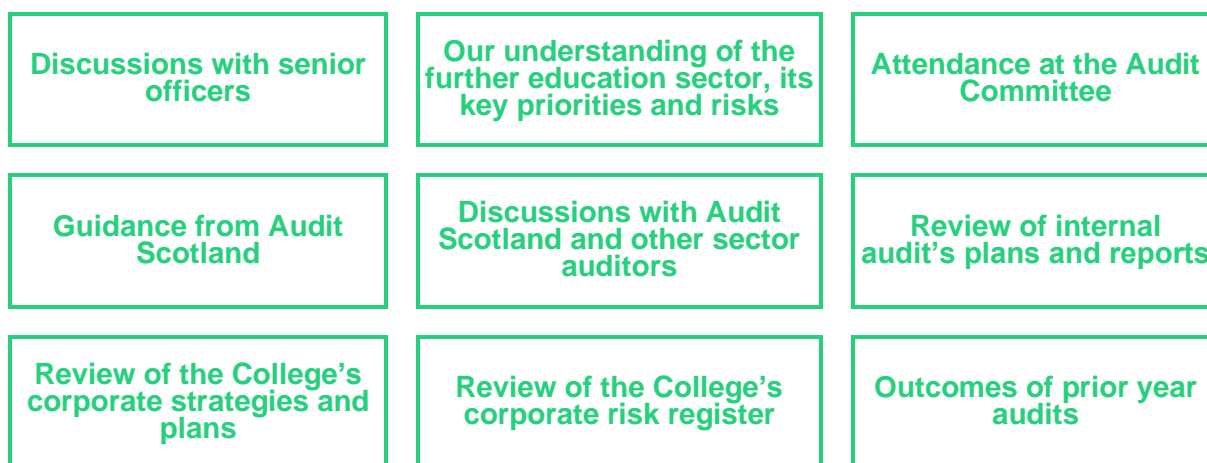 Discussions with senior
officers
Our understanding of the
further education sector, its
key priorities and risks
Attendance at the Audit
Committee
Guidance from Audit
Scotland
Discussions with Audit
Scotland and other sector
auditors
Review of internal
audit’s plans and reports
Review of the College’s
corporate strategies and
plans
Review of the College’s
corporate risk register
Outcomes of prior year
audits